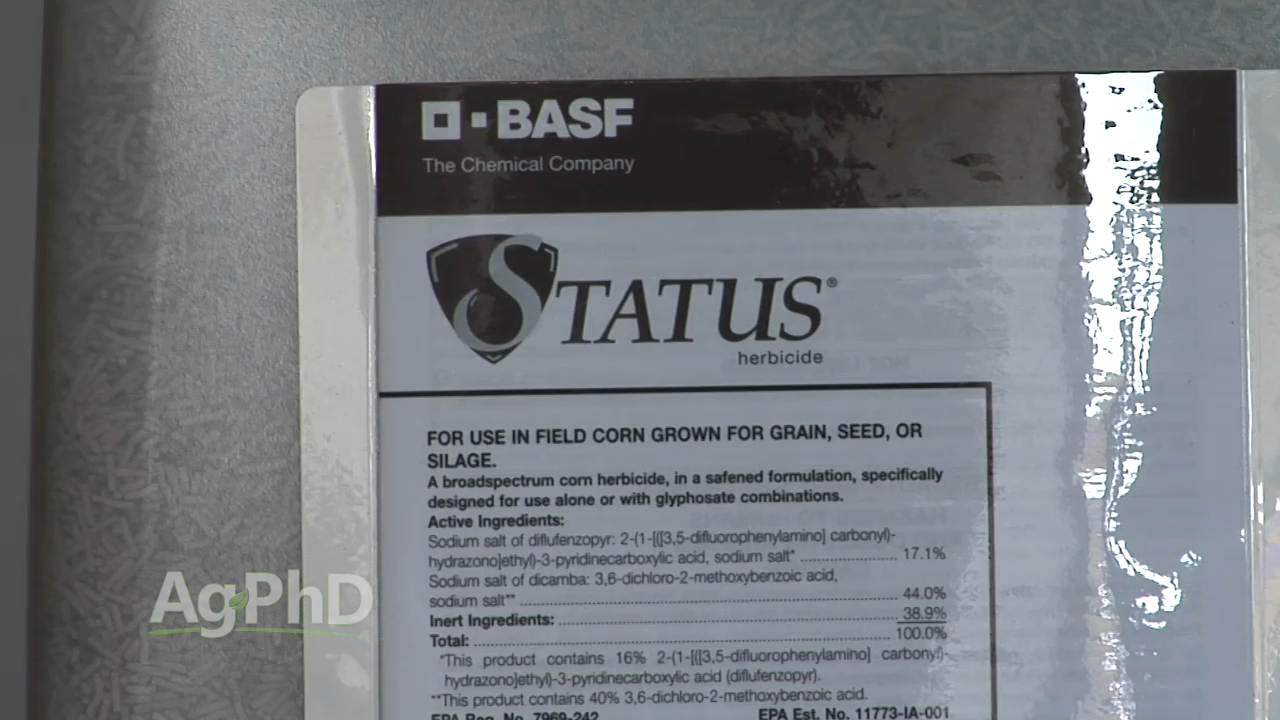 BASF
The Chemical Company
STATUS®
herbicide
FOR USE IN FIELD CORN GROWN FOR GRAIN, SEED, OR
SILAGE.
A broadspectrum corn herbicide, in a safened formulation, specifically
designed for use alone or with glyphosate combinations.
Active Ingredients:
Sodium salt of diflufenzopyr: 2-(1-[([3,5-difluorophenylamino] carbonyl)-
hydrazono]ethyl)-3-pyridinecarboxylic acid, sodium salt* ........................ 17.1%
Sodium salt of dicamba: 3,6-dichloro-2-methoxybenzoic acid,
sodium salt** ........................ 44.0%
Inert Ingredients: ........................ 38.9%
Total: ........................ 100.0%
*This product contains 16% 2-(1-[([3,5-difluorophenylamino] carbonyl)-
hydrazono]ethyl)-3-pyridinecarboxylic acid (diflufenzopyr).
**This product contains 40% 3,6-dichloro-2-methoxybenzoic acid.
EPA Reg. No. 7969-242 EPA Est. No. 11773-IA-001
AgPhD